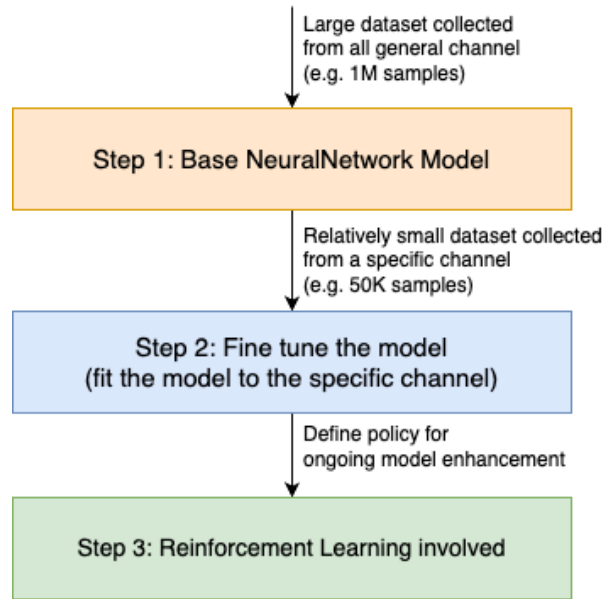 Large dataset collected
from all general channel
(e.g. 1M samples)
Step 1: Base NeuralNetwork Model
Relatively small dataset collected
from a specific channel
(e.g. 50K samples)
Step 2: Fine tune the model
(fit the model to the specific channel)
Define policy for
ongoing model enhancement
Step 3: Reinforcement Learning involved